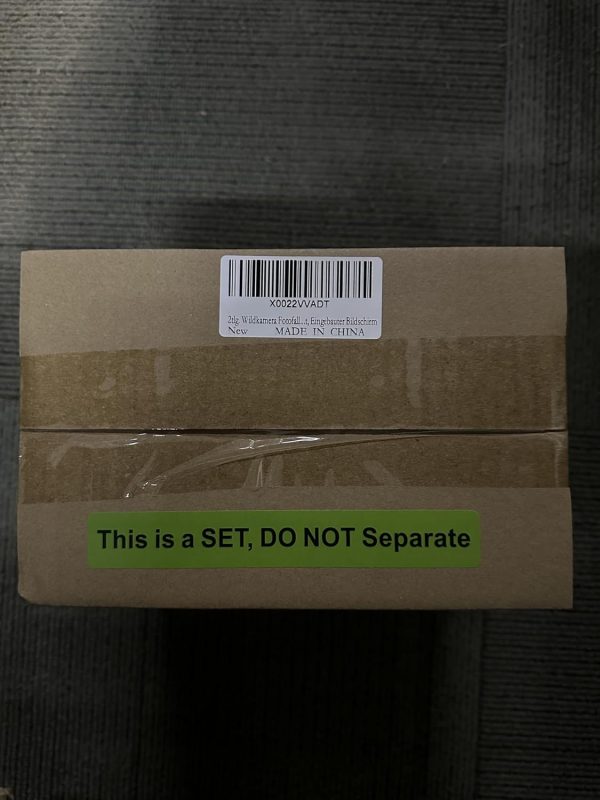 X0022VVADT
2tlg. Wildkamera Fotofall...t, Eingebauter Bildschirm
New MADE IN CHINA
This is a SET, DO NOT Separate